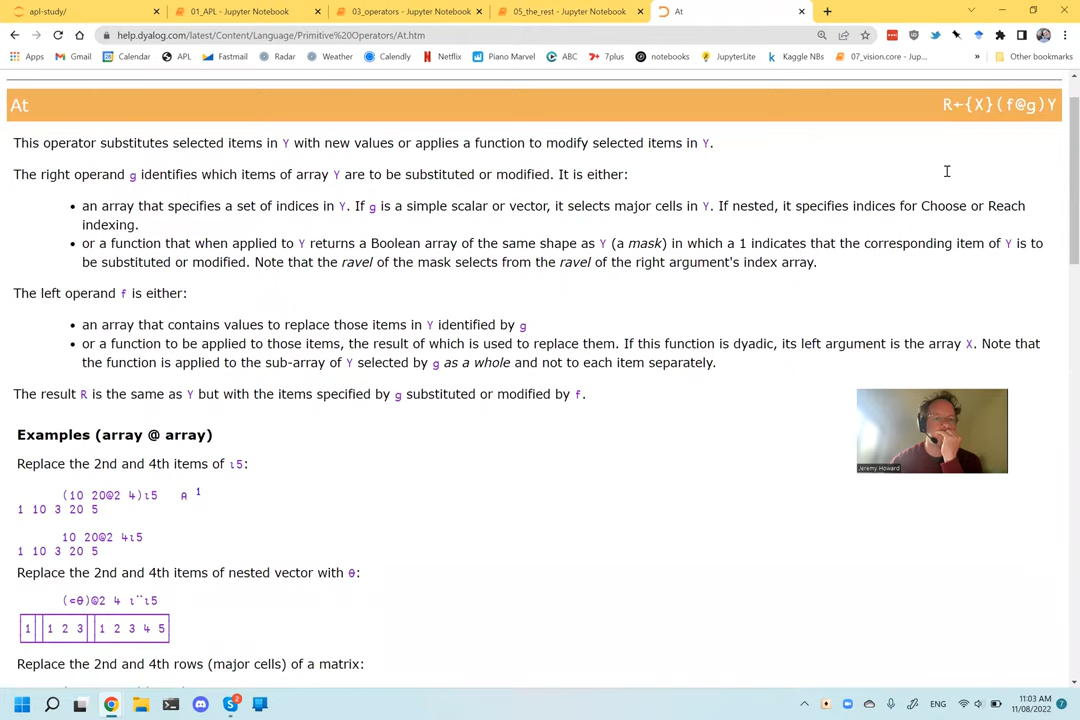 apl-study/
01_APL - Jupyter Notebook
03_operators - Jupyter Notebook
05_the_rest - Jupyter Notebook
At
help.dyalog.com/latest/Content/Language/Primitive%20Operators/At.htm
Apps Gmail Calendar APL Fastmail Radar Weather Calendly Netflix Piano Marvel ABC 7plus notebooks JupyterLite Kaggle NBs 07_vision.core - Jup... » Other bookmarks
At R←{X}(f@g)Y
This operator substitutes selected items in Y with new values or applies a function to modify selected items in Y.
The right operand g identifies which items of array Y are to be substituted or modified. It is either:
• an array that specifies a set of indices in Y. If g is a simple scalar or vector, it selects major cells in Y. If nested, it specifies indices for Choose or Reach
indexing.
• or a function that when applied to Y returns a Boolean array of the same shape as Y (a mask) in which a 1 indicates that the corresponding item of Y is to
be substituted or modified. Note that the ravel of the mask selects from the ravel of the right argument's index array.
The left operand f is either:
• an array that contains values to replace those items in Y identified by g
• or a function to be applied to those items, the result of which is used to replace them. If this function is dyadic, its left argument is the array X. Note that
the function is applied to the sub-array of Y selected by g as a whole and not to each item separately.
The result R is the same as Y but with the items specified by g substituted or modified by f.
Examples (array @ array)
Replace the 2nd and 4th items of ⍳5:
(10 20@2 4)⍳5 ⍝ 1
1 10 3 20 5
10 20@2 4⍳5
1 10 3 20 5
Replace the 2nd and 4th items of nested vector with ⍬:
(⊂⍬)@2 4 ⍳¨⍳5
1 1 2 3 1 2 3 4 5
Replace the 2nd and 4th rows (major cells) of a matrix:
Jeremy Howard
2
ENG
11:03 AM
11/08/2022
7